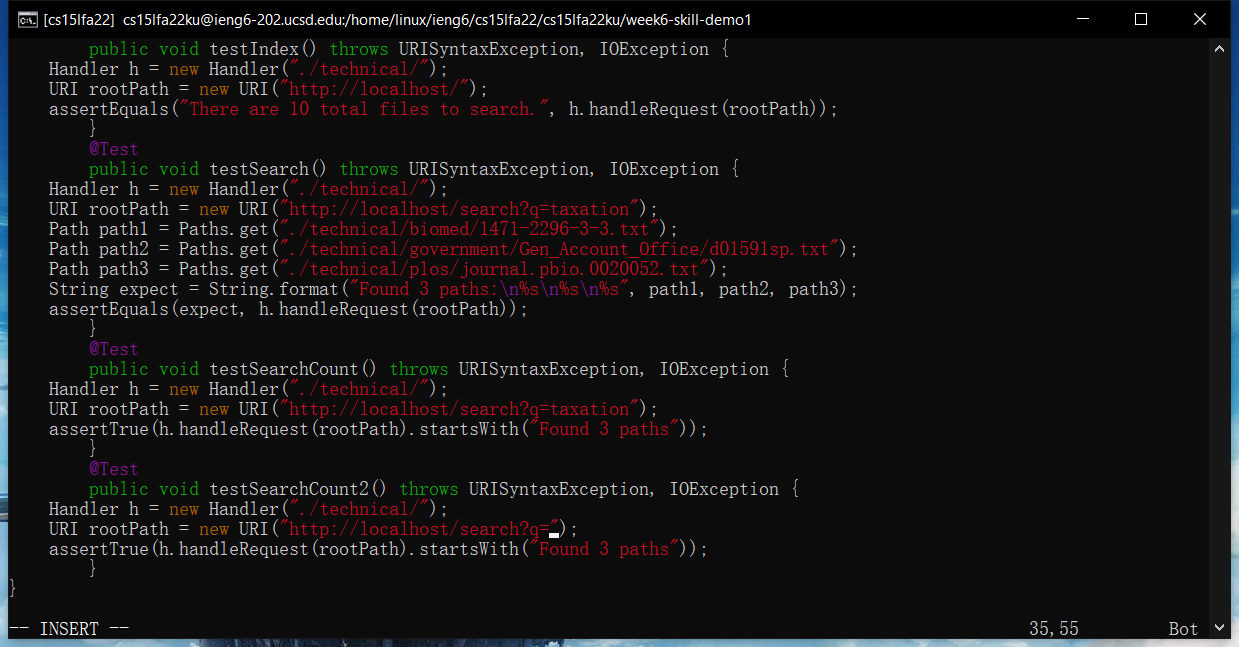 [cs15lfa22] cs15lfa22ku@ieng6-202.ucsd.edu:/home/linux/ieng6/cs15lfa22/cs15lfa22ku/week6-skill-demo1
public void testIndex() throws URISyntaxException, IOException {
Handler h = new Handler("./technical/");
URI rootPath = new URI("http://localhost/");
assertEquals("There are 10 total files to search.", h.handleRequest(rootPath));
}
@Test
public void testSearch() throws URISyntaxException, IOException {
Handler h = new Handler("./technical/");
URI rootPath = new URI("http://localhost/search?q=taxation");
Path path1 = Paths.get("./technical/biomed/1471-2296-3-3.txt");
Path path2 = Paths.get("./technical/government/Gen_Account_Office/d01591sp.txt");
Path path3 = Paths.get("./technical/plos/journal.pbio.0020052.txt");
String expect = String.format("Found 3 paths:\n%s\n%s\n%s", path1, path2, path3);
assertEquals(expect, h.handleRequest(rootPath));
}
@Test
public void testSearchCount() throws URISyntaxException, IOException {
Handler h = new Handler("./technical/");
URI rootPath = new URI("http://localhost/search?q=taxation");
assertTrue(h.handleRequest(rootPath).startsWith("Found 3 paths"));
}
@Test
public void testSearchCount2() throws URISyntaxException, IOException {
Handler h = new Handler("./technical/");
URI rootPath = new URI("http://localhost/search?q=");
assertTrue(h.handleRequest(rootPath).startsWith("Found 3 paths"));
}
}
-- INSERT -- 35,55 Bot